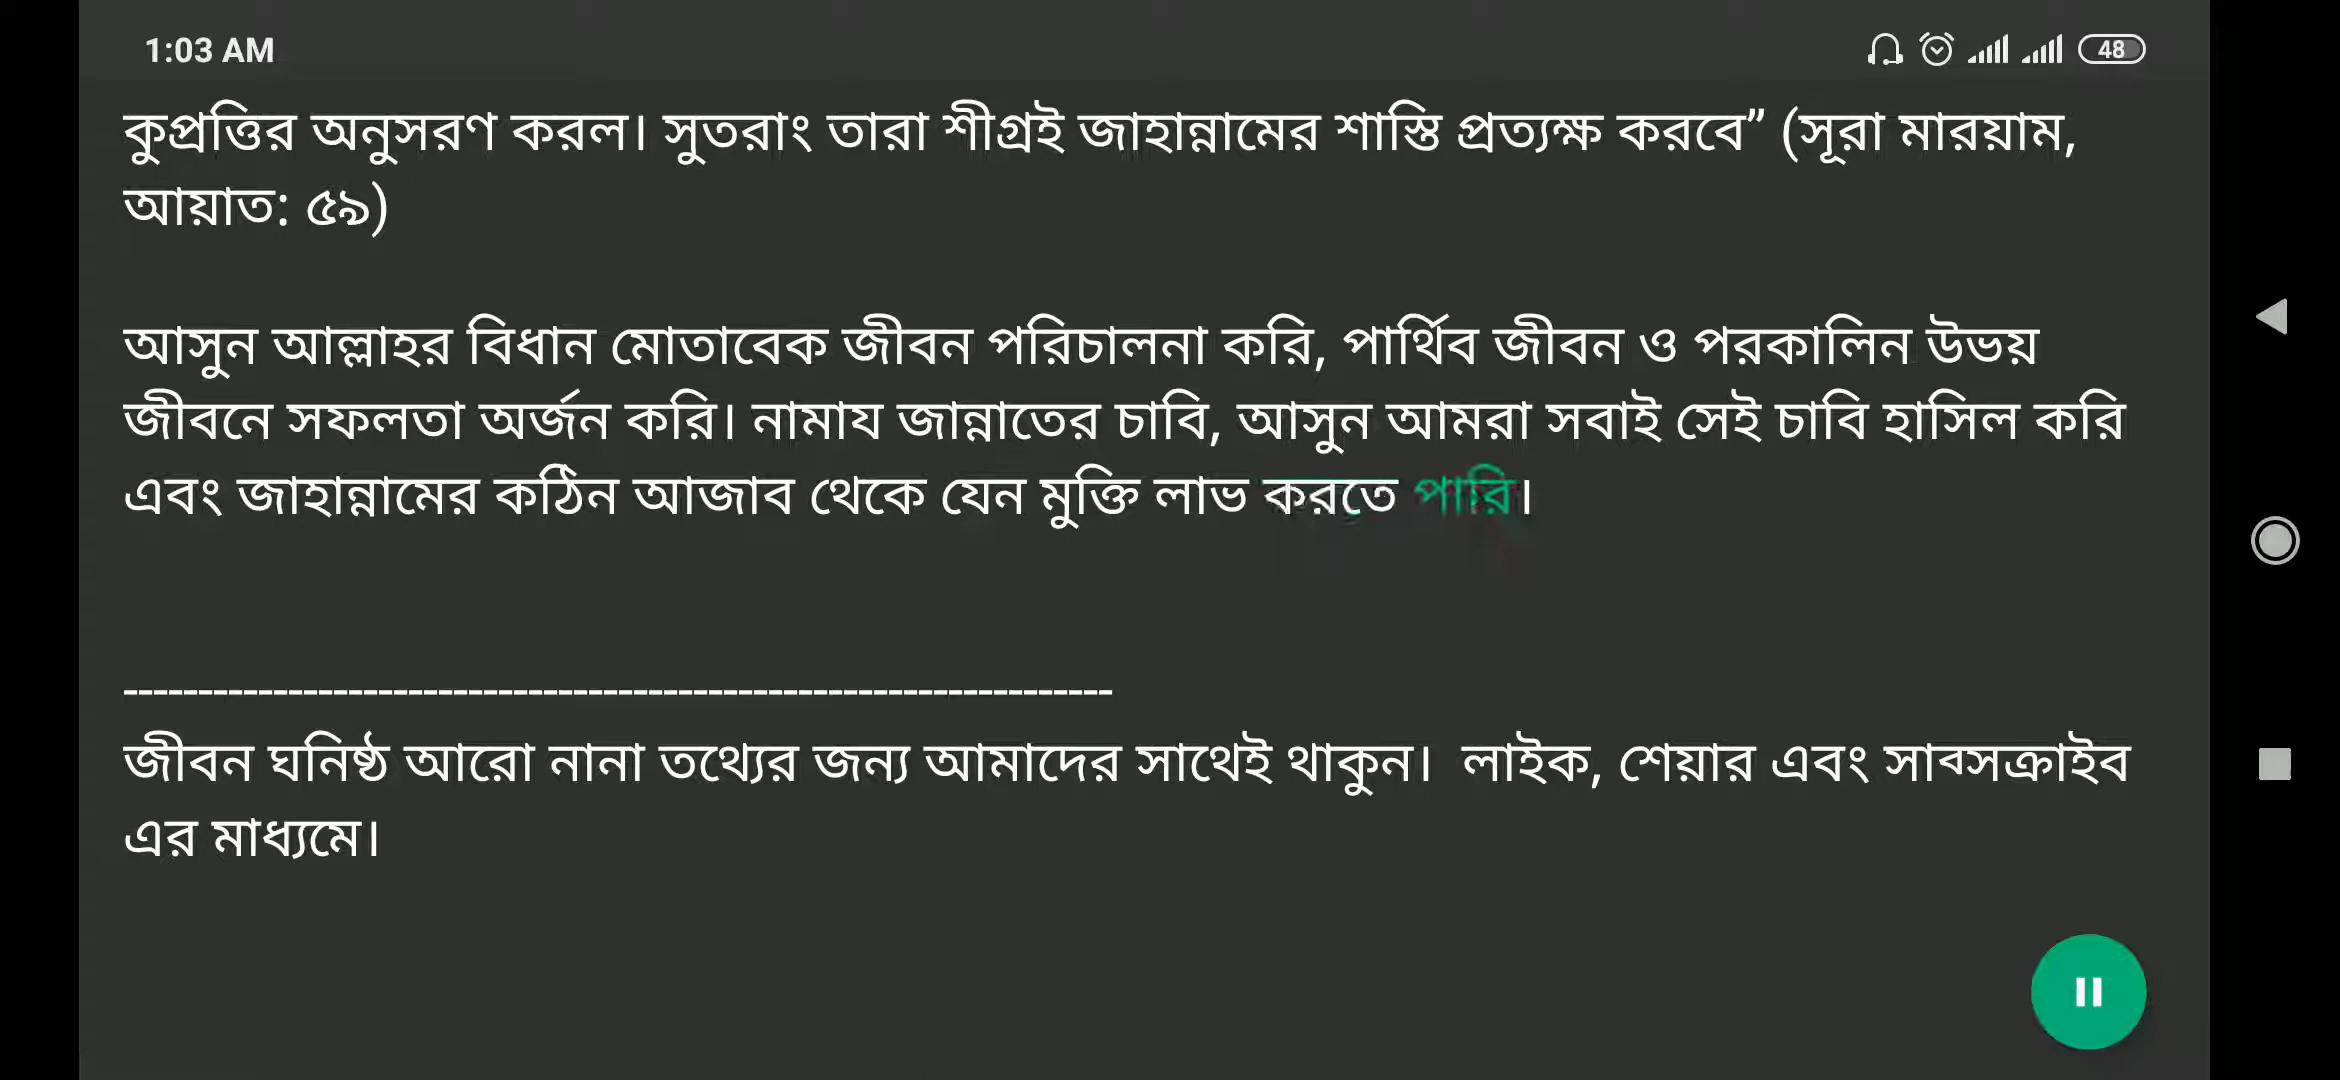 1:03 AM
48
কুপ্রত্তির অনুসরণ করল। সুতরাং তারা শীগ্রই জাহান্নামের শাস্তি প্রত্যক্ষ করবে” (সূরা মারয়াম,
আয়াত: ৫৯)
আসুন আল্লাহর বিধান মোতাবেক জীবন পরিচালনা করি, পার্থিব জীবন ও পরকালিন উভয়
জীবনে সফলতা অর্জন করি। নামায জান্নাতের চাবি, আসুন আমরা সবাই সেই চাবি হাসিল করি
এবং জাহান্নামের কঠিন আজাব থেকে যেন মুক্তি লাভ করতে পারি।
------------------------------------------------------------------
জীবন ঘনিষ্ঠ আরো নানা তথ্যের জন্য আমাদের সাথেই থাকুন। লাইক, শেয়ার এবং সাবসক্রাইব
এর মাধ্যমে।